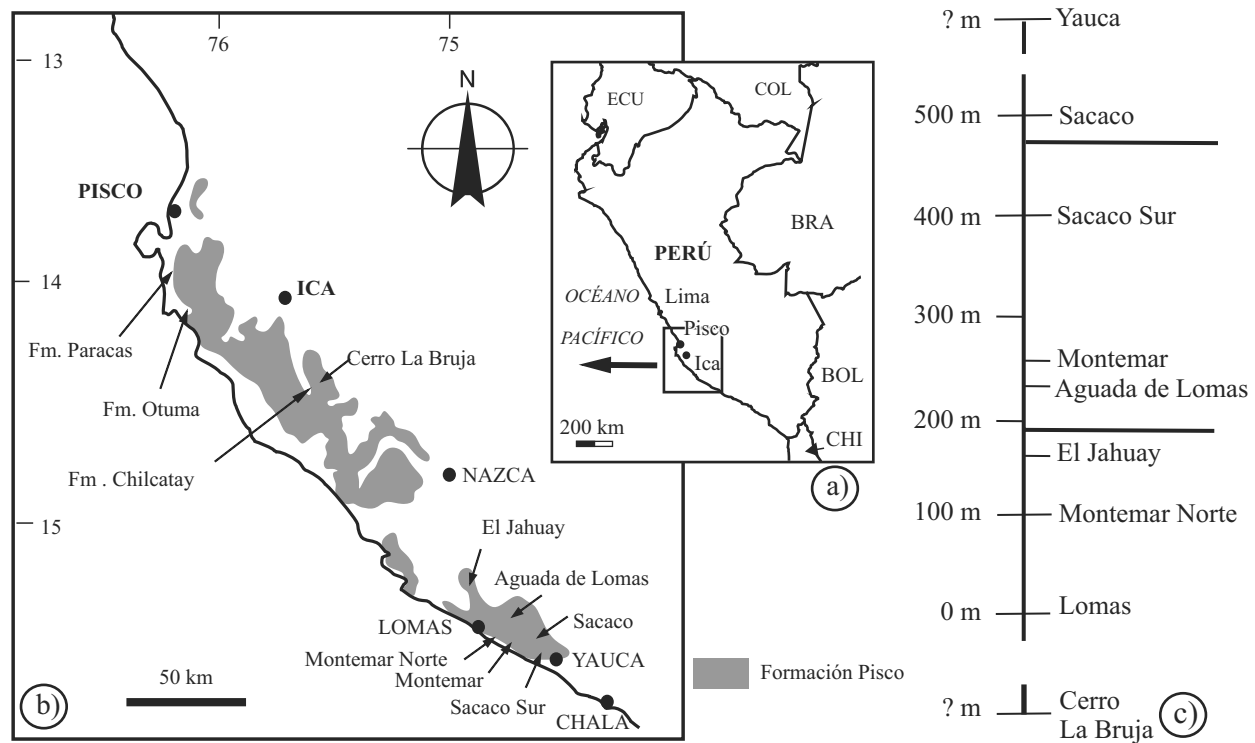 76
75
13
N
PISCO
14
ICA
Fm. Paracas
Cerro La Bruja
Fm. Otuma
Fm . Chilcatay
NAZCA
15
El Jahuay
Aguada de Lomas
LOMAS
Sacaco
Montemar Norte
YAUCA
Montemar
Sacaco Sur
CHALA
50 km
b)
Formación Pisco
ECU
COL
BRA
PERÚ
OCÉANO
Lima
PACÍFICO
Pisco
Ica
BOL
200 km
CHI
a)
? m Yauca
500 m Sacaco
400 m Sacaco Sur
300 m
Montemar
Aguada de Lomas
200 m
El Jahuay
100 m Montemar Norte
0 m Lomas
? m Cerro
La Bruja
c)